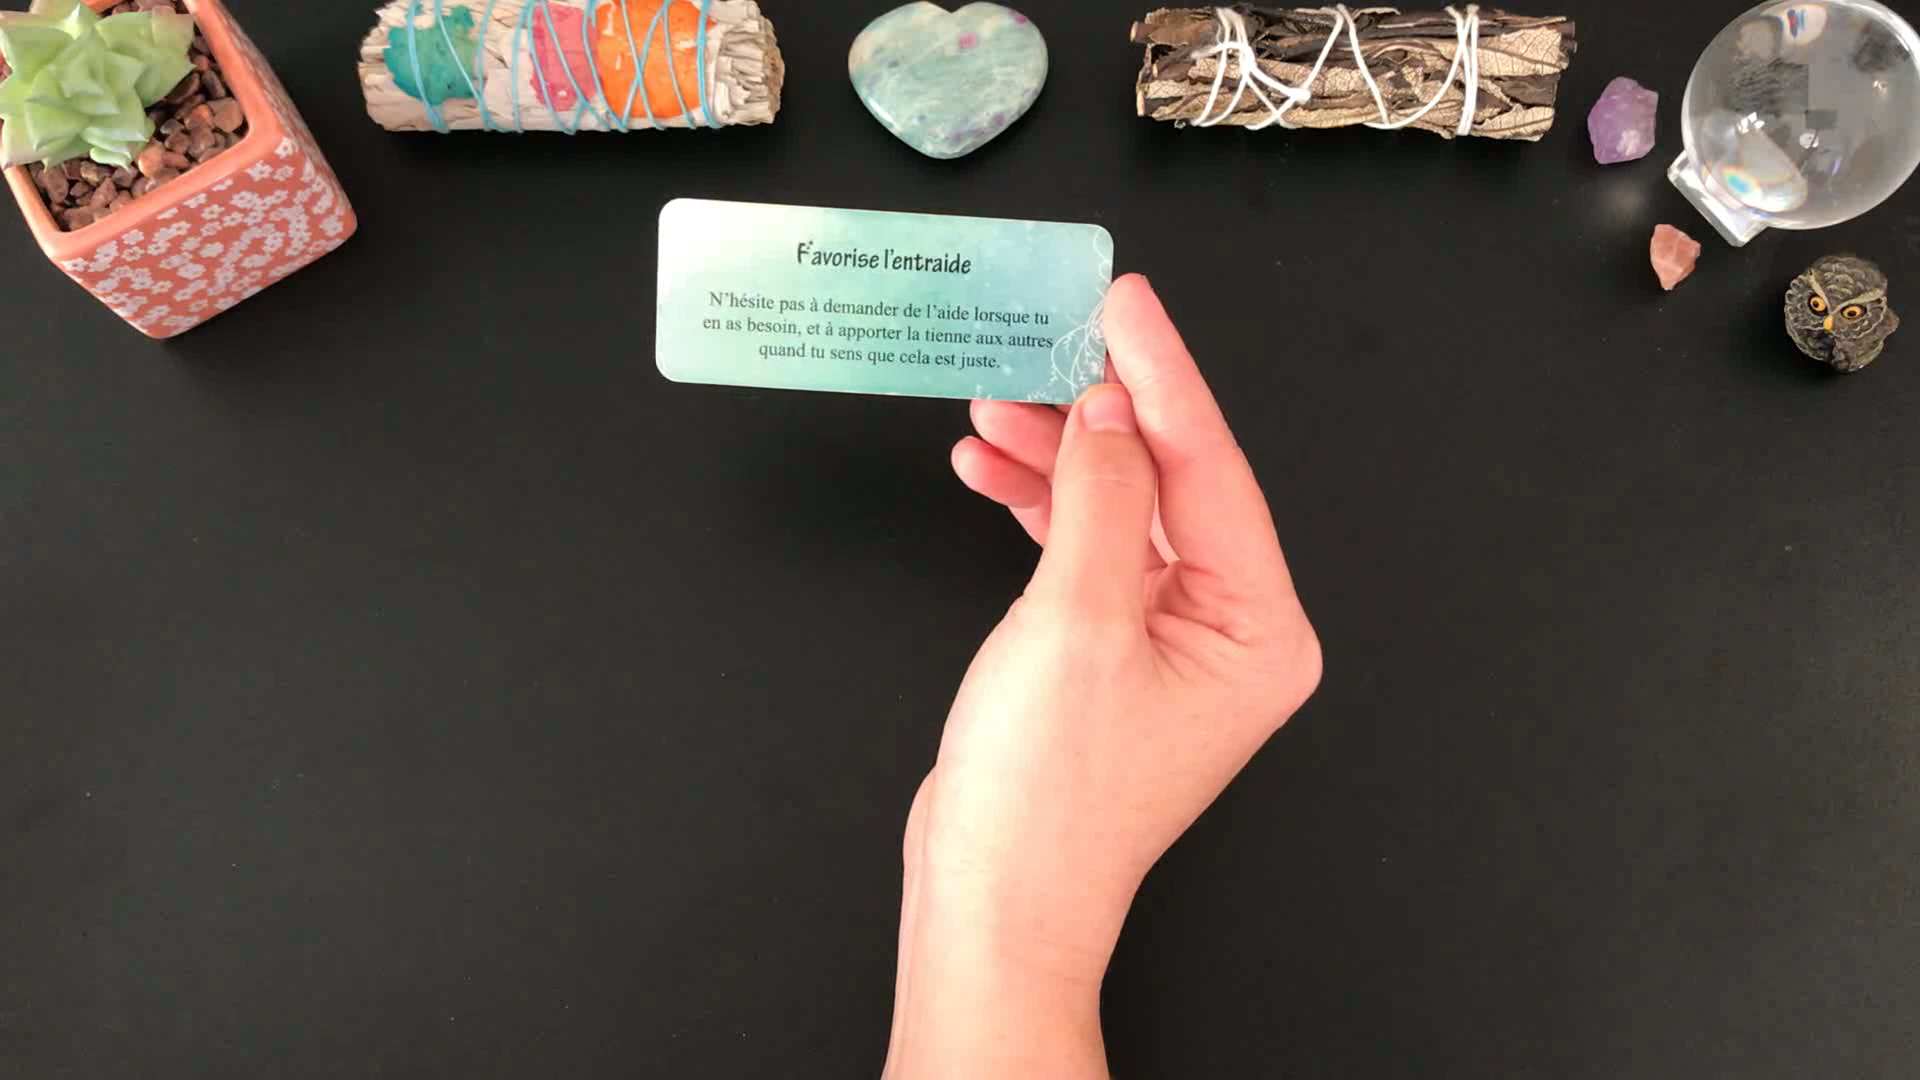 Favorise l'entraide
N'hésite pas à demander de l'aide lorsque tu
en as besoin, et à apporter la tienne aux autres
quand tu sens que cela est juste.